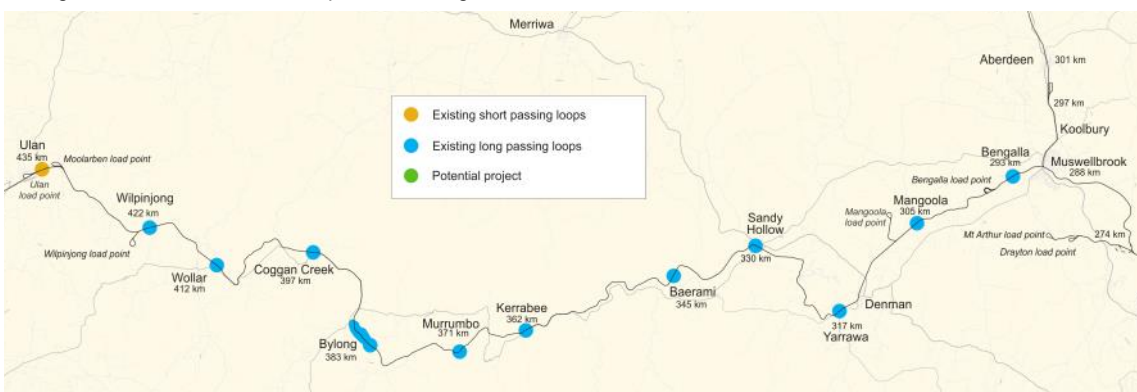 Merriwa
Aberdeen
301 km
297 km
Koolbury
Existing short passing loops
Existing long passing loops
Potential project
Ulan
435 km
Moolarben load point
Ulan
load point
Wilpinjong
422 km
Wilpinjong load point
Wollar
412 km
Coggan Creek
397 km
Bylong
383 km
Murrumbo
371 km
Kerrabee
362 km
Baerami
345 km
Sandy
Hollow
330 km
317 km
Yarrawa
Denman
Mangoola
305 km
Mangoola
load point
Bengalla
293 km
Bengalla load point
Muswellbrook
288 km
Mt Arthur load point
274 km
Drayton load point